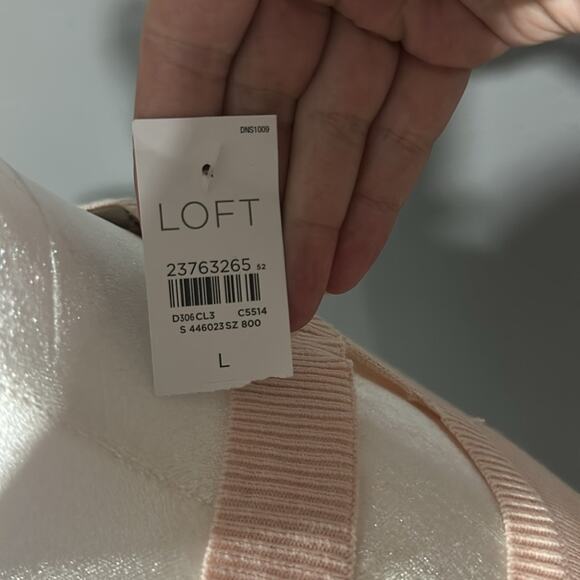 DNS1009
LOFT
23763265 52
D306CL3 C5514
S 446023SZ 800
L